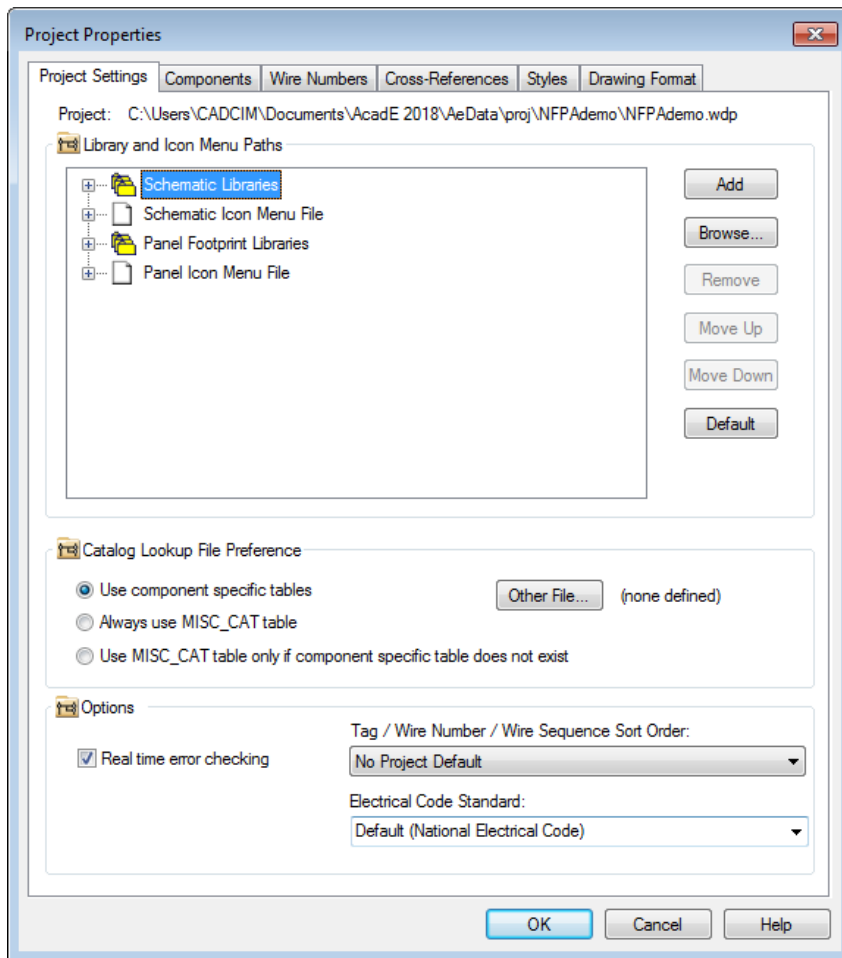 Project Properties
Project Settings Components Wire Numbers Cross-References Styles Drawing Format
Project: C:\Users\CADCIM\Documents\AcadE 2018\AeData\proj\NFPAdemo\NFPAdemo.wdp
Library and Icon Menu Paths
Schematic Libraries
Schematic Icon Menu File
Panel Footprint Libraries
Panel Icon Menu File
Add
Browse...
Remove
Move Up
Move Down
Default
Catalog Lookup File Preference
Use component specific tables
Other File... (none defined)
Always use MISC_CAT table
Use MISC_CAT table only if component specific table does not exist
Options
Real time error checking
Tag / Wire Number / Wire Sequence Sort Order:
No Project Default
Electrical Code Standard:
Default (National Electrical Code)
OK Cancel Help